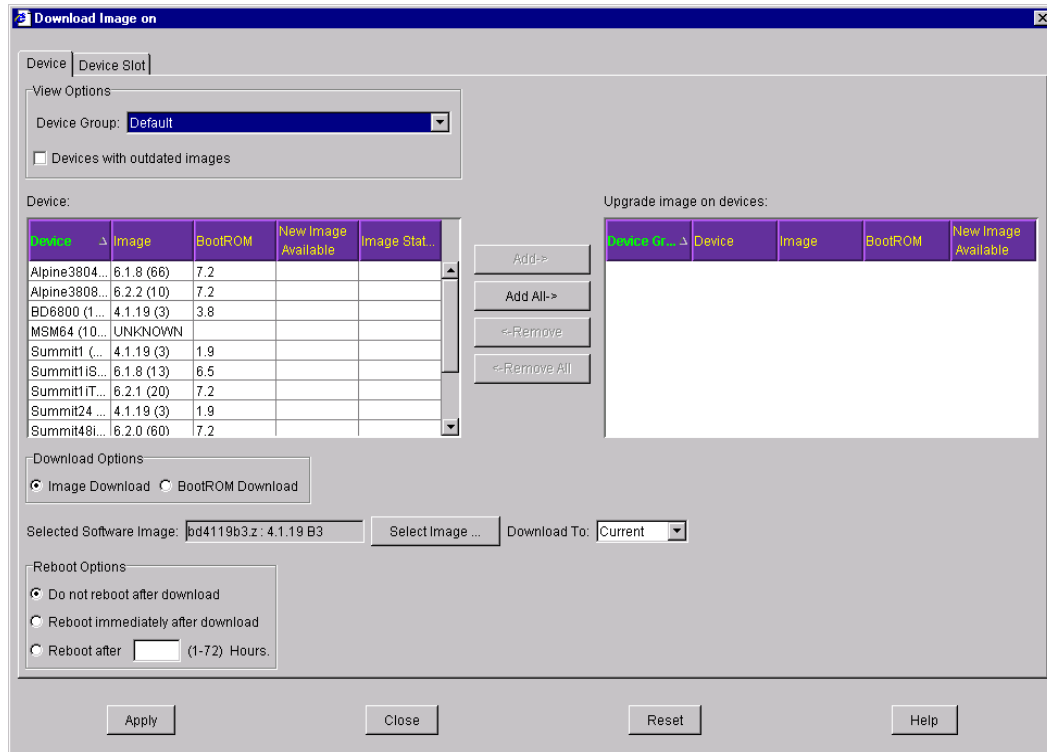 Download Image on
Device Device Slot
View Options
Device Group: Default
Devices with outdated images
Device:
Device Image BootROM New Image Available Image Stat...
Alpine3804... 6.1.8 (66) 7.2
Alpine3808... 6.2.2 (10) 7.2
BD6800 (1... 4.1.19 (3) 3.8
MSM64 (10... UNKNOWN
Summit1 (... 4.1.19 (3) 1.9
Summit1iS... 6.1.8 (13) 6.5
Summit1iT... 6.2.1 (20) 7.2
Summit24 ... 4.1.19 (3) 1.9
Summit48i... 6.2.0 (60) 7.2
Add->
Add All->
<-Remove
<-Remove All
Upgrade image on devices:
Device Gr... Device Image BootROM New Image Available
Download Options
Image Download BootROM Download
Selected Software Image: bd4119b3.z : 4.1.19 B3 Select Image ... Download To: Current
Reboot Options
Do not reboot after download
Reboot immediately after download
Reboot after (1-72) Hours.
Apply Close Reset Help